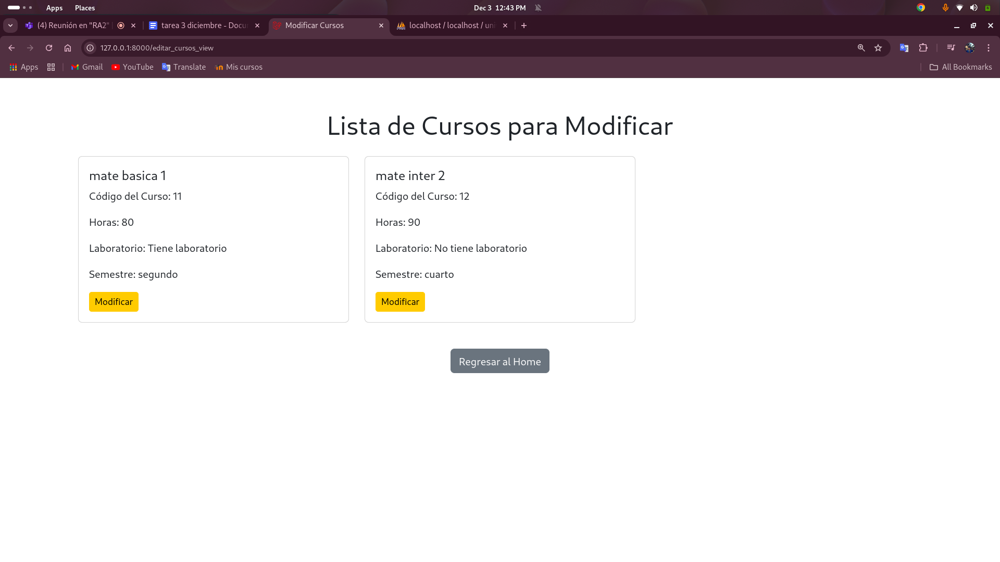 Apps Places Dec 3 12:43 PM
(4) Reunión en "RA2" tarea 3 diciembre - Docu Modificar Cursos localhost / localhost / uni
127.0.0.1:8000/editar_cursos_view
Apps Gmail YouTube Translate Mis cursos All Bookmarks
Lista de Cursos para Modificar
mate basica 1
Código del Curso: 11
Horas: 80
Laboratorio: Tiene laboratorio
Semestre: segundo
Modificar
mate inter 2
Código del Curso: 12
Horas: 90
Laboratorio: No tiene laboratorio
Semestre: cuarto
Modificar
Regresar al Home